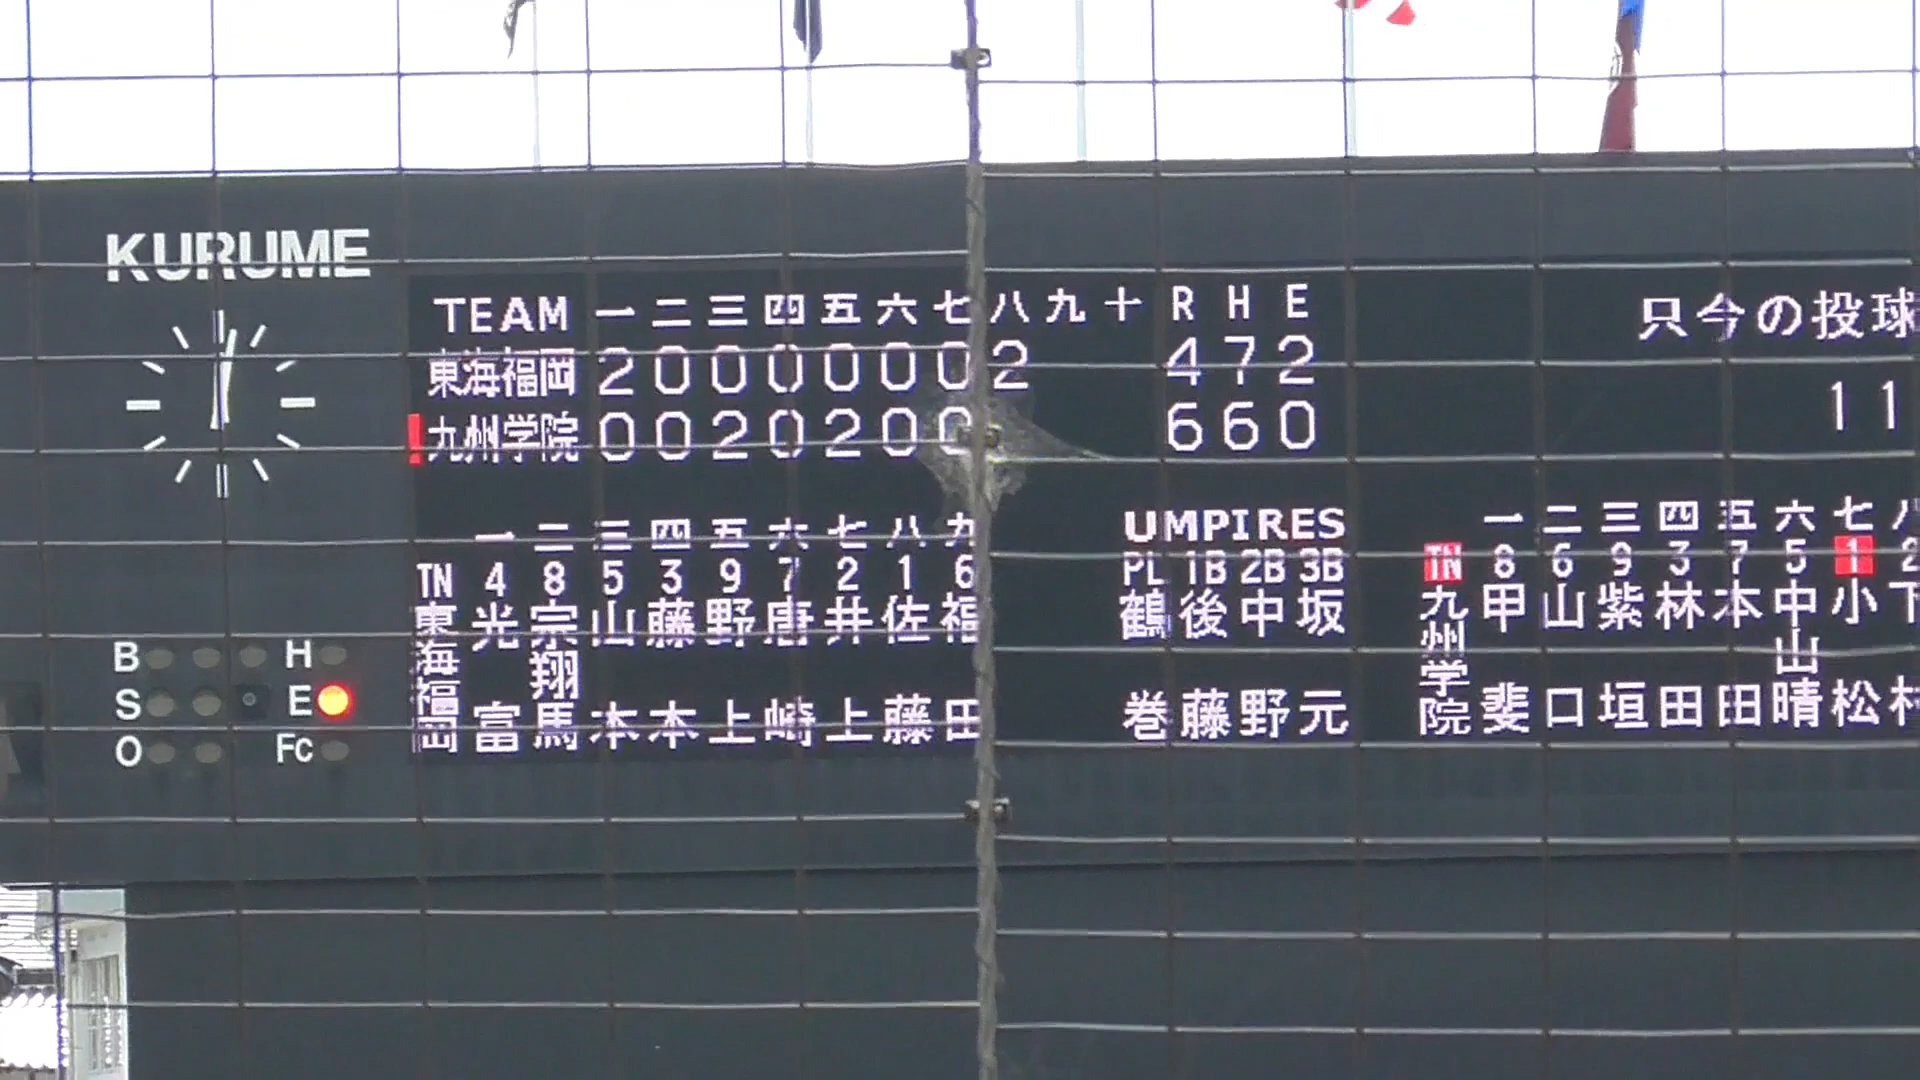 KURUME
TEAM 一 二 三 四 五 六 七 八 九 十 R H E
東海福岡 2 0 0 0 0 0 0 2 4 7 2
九州学院 0 0 2 0 2 0 0 6 6 0
只今の投球
11
一 二 三 四 五 六 七 八 九
TN 4 8 5 3 9 7 2 1 6
東海福岡 光富 宗翔馬 山本 藤本 野上 唐崎 井上 佐藤 福田
UMPIRES
PL 1B 2B 3B
鶴巻 後藤 中野 坂元
一 二 三 四 五 六 七 八
TN 8 6 9 3 7 5 1 2
九州学院 甲斐 山口 紫垣 林田 本田 中山晴 小松 下村
B H
S E
O Fc